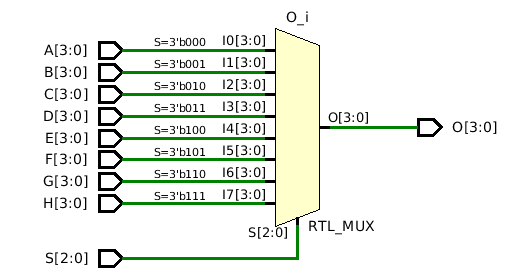 O_i
A[3:0] S=3'b000 I0[3:0]
B[3:0] S=3'b001 I1[3:0]
C[3:0] S=3'b010 I2[3:0]
D[3:0] S=3'b011 I3[3:0]
E[3:0] S=3'b100 I4[3:0]
F[3:0] S=3'b101 I5[3:0]
G[3:0] S=3'b110 I6[3:0]
H[3:0] S=3'b111 I7[3:0]
O[3:0] O[3:0]
S[2:0] RTL_MUX
S[2:0]